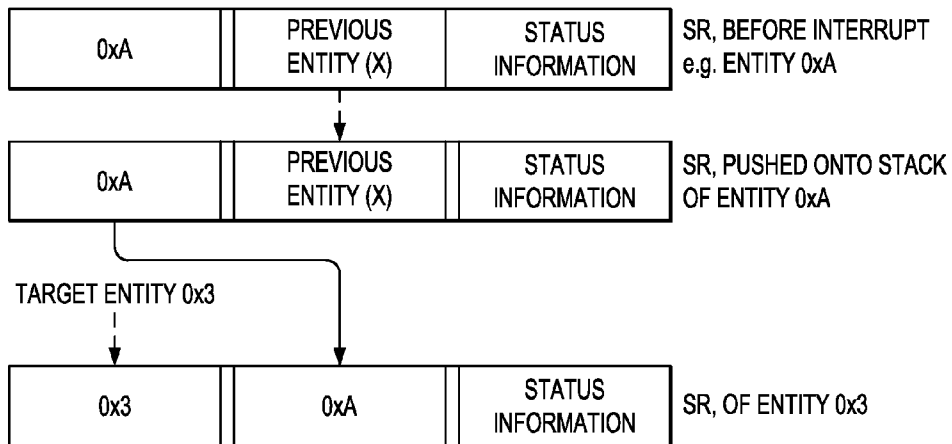 0xA
PREVIOUS
ENTITY (X)
STATUS
INFORMATION
SR, BEFORE INTERRUPT
e.g. ENTITY 0xA
0xA
PREVIOUS
ENTITY (X)
STATUS
INFORMATION
SR, PUSHED ONTO STACK
OF ENTITY 0xA
TARGET ENTITY 0x3
0x3
0xA
STATUS
INFORMATION
SR, OF ENTITY 0x3